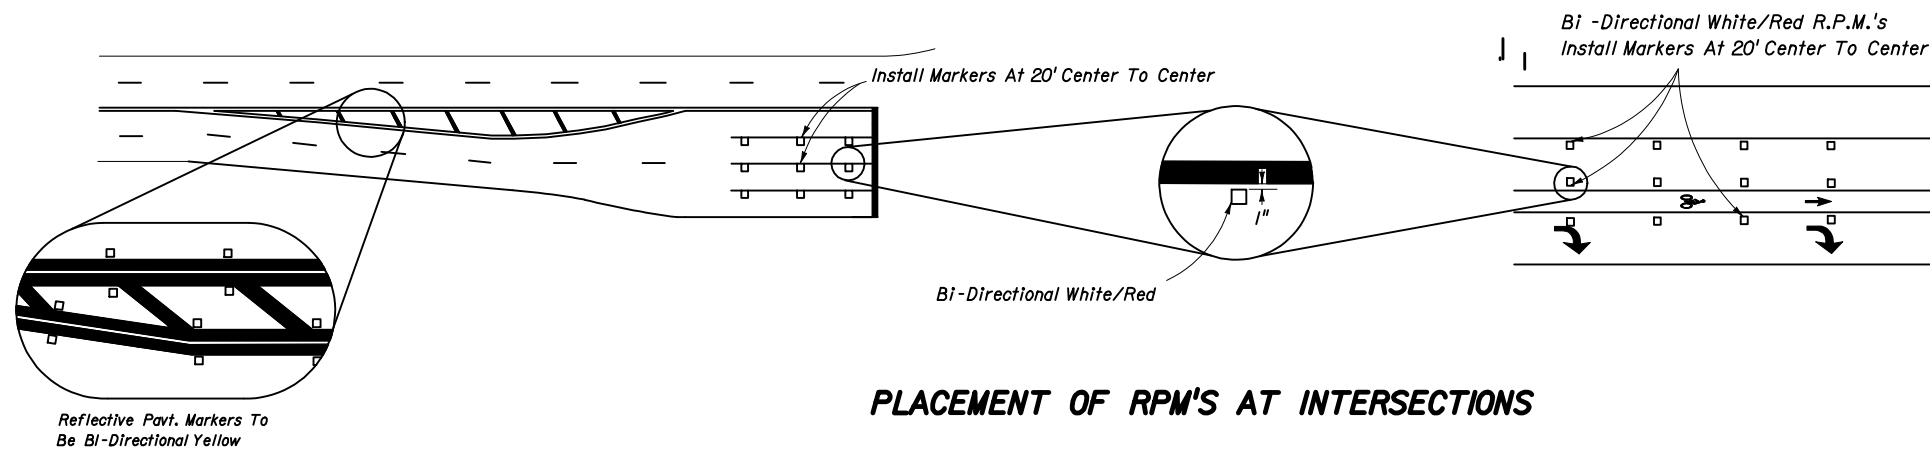 Bi -Directional White/Red R.P.M.'s
Install Markers At 20' Center To Center
Install Markers At 20' Center To Center
1"
Bi-Directional White/Red
PLACEMENT OF RPM'S AT INTERSECTIONS
Reflective Pavt. Markers To
Be BI-Directional Yellow